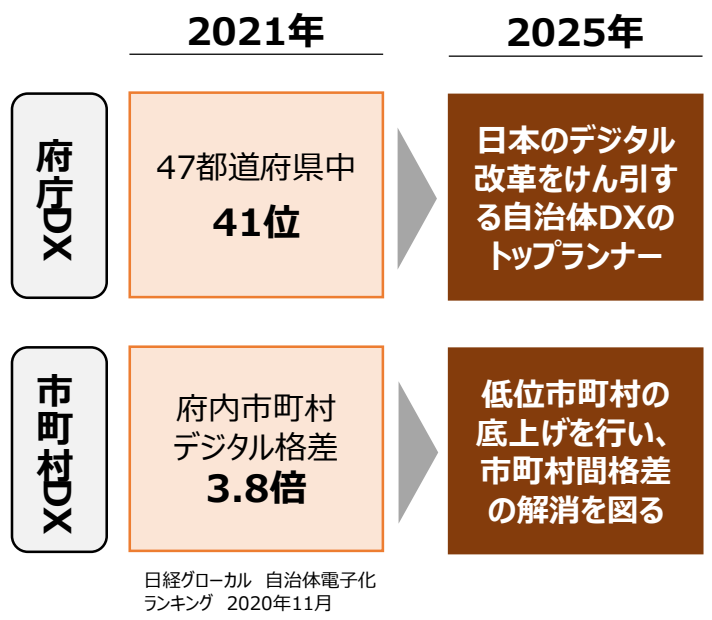 2021年
2025年
府庁DX
47都道府県中
41位
日本のデジタル
改革をけん引す
る自治体DXの
トップランナー
市町村DX
府内市町村
デジタル格差
3.8倍
低位市町村の
底上げを行い、
市町村間格差
の解消を図る
日経グローカル 自治体電子化
ランキング 2020年11月